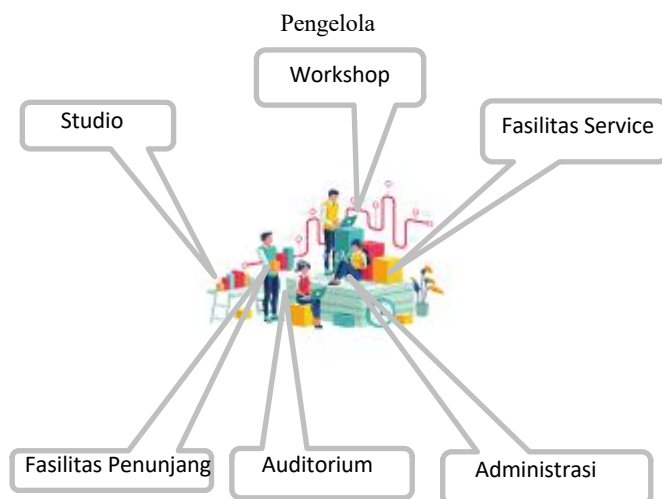 Pengelola
Workshop
Studio
Fasilitas Service
Fasilitas Penunjang
Auditorium
Administrasi